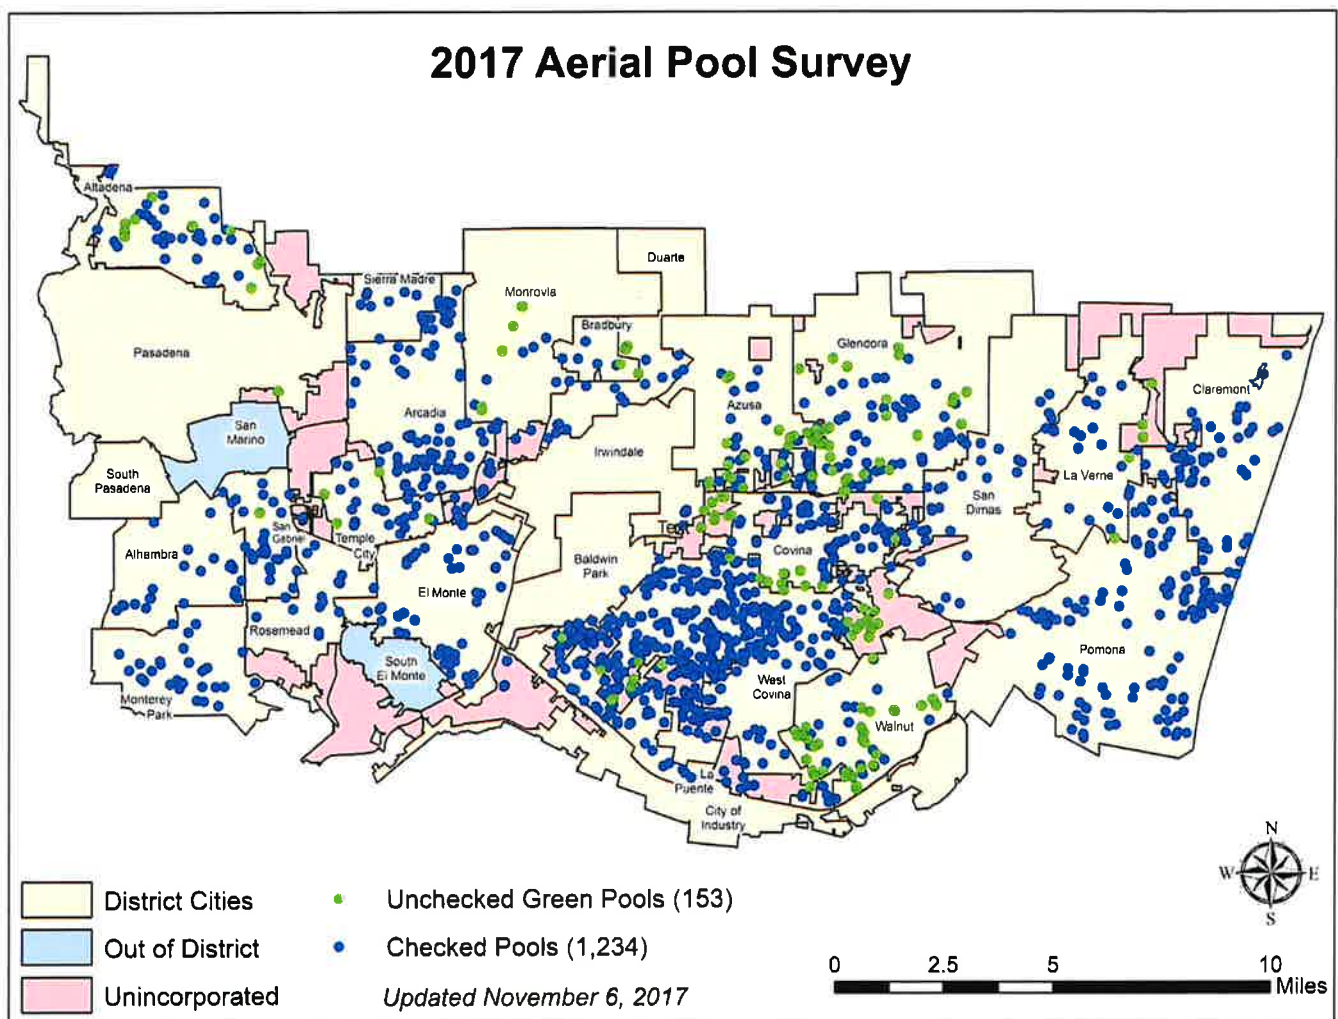 2017 Aerial Pool Survey
Altadena
Duarte
Sierra Madre
Monrovia
Bradbury
Pasadena
Glendora
Claremont
Arcadia
Azusa
San
Marino
Irwindale
South
Pasadena
La Verne
San
Dimas
San
Gabriel
Temple
City
Alhambra
Covina
Baldwin
Park
El Monte
Rosemead
Pomona
South
El Monte
West
Covina
Monterey
Park
Walnut
La
Puente
City of
Industry
N
W
E
S
District Cities
Unchecked Green Pools (153)
Out of District
Checked Pools (1,234)
Unincorporated
Updated November 6, 2017
0 2.5 5 10
Miles